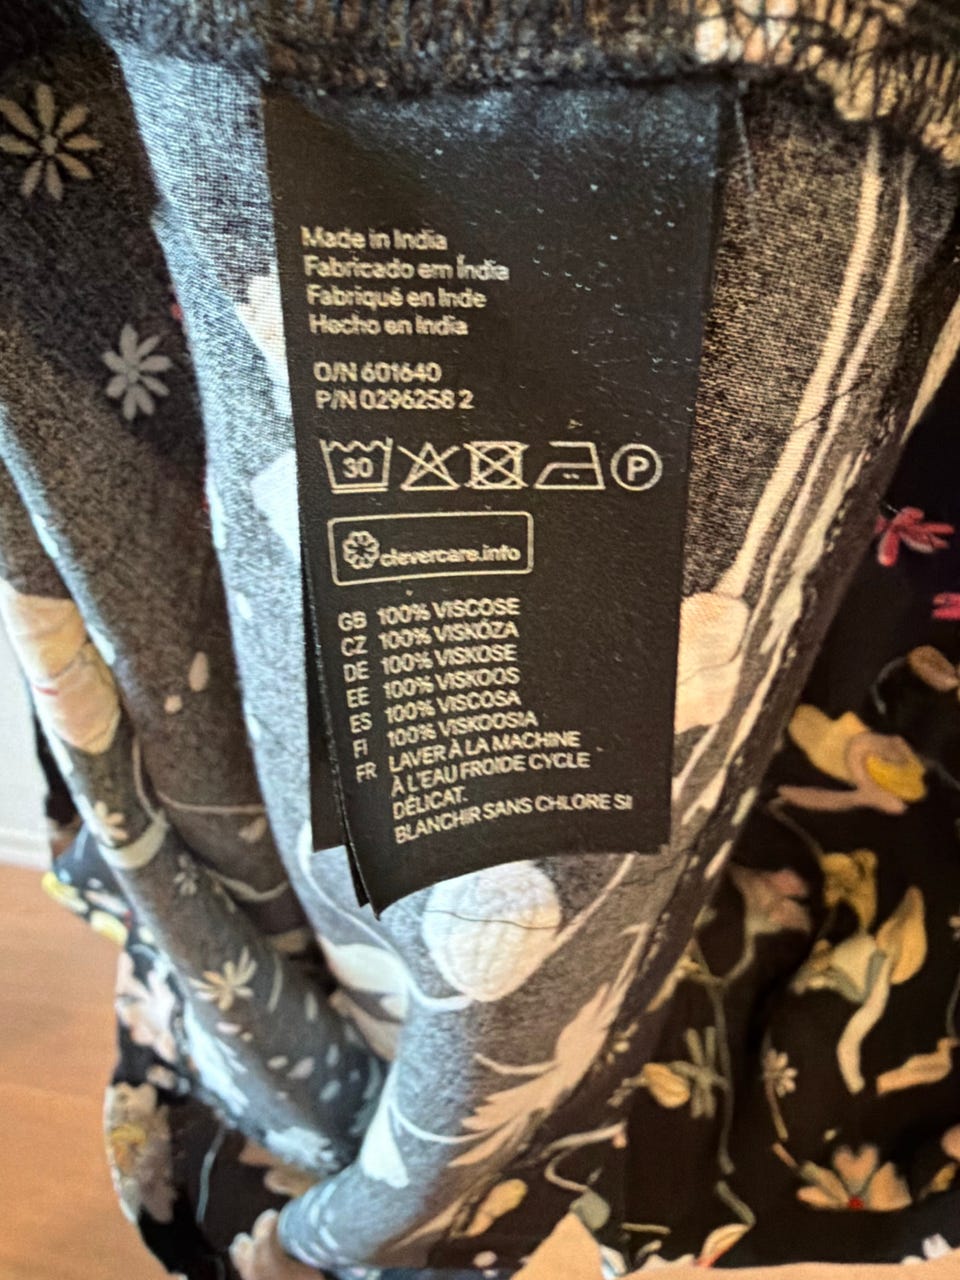 Made in India
Fabricado em Índia
Fabriqué en Inde
Hecho en India
O/N 601640
P/N 0296258 2
30 P
clevercare.info
GB 100% VISCOSE
CZ 100% VISKÓZA
DE 100% VISKOSE
EE 100% VISKOOS
ES 100% VISCOSA
FI 100% VISKOOSIA
FR LAVER À LA MACHINE
À L'EAU FROIDE CYCLE
DÉLICAT.
BLANCHIR SANS CHLORE SI